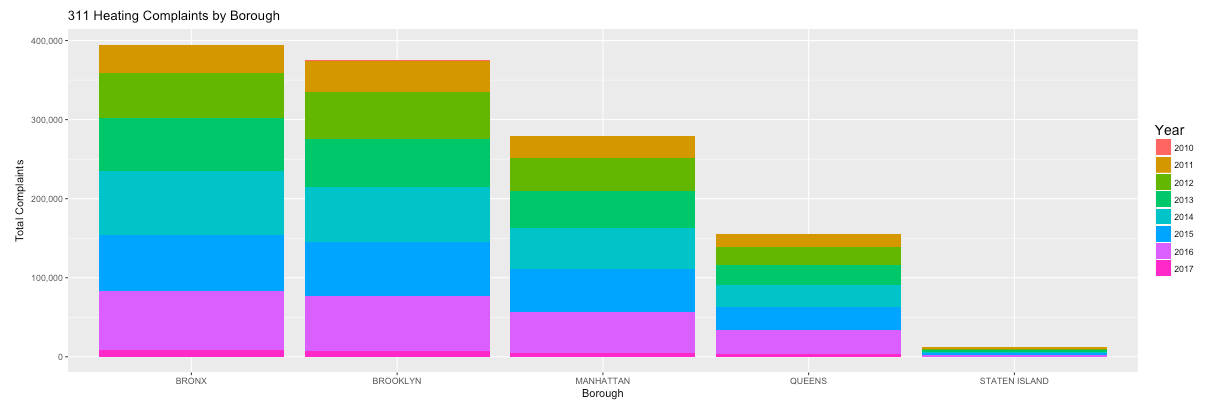 311 Heating Complaints by Borough
400,000
300,000
200,000
100,000
0
Total Complaints
BRONX
BROOKLYN
MANHATTAN
QUEENS
STATEN ISLAND
Borough
Year
2010
2011
2012
2013
2014
2015
2016
2017